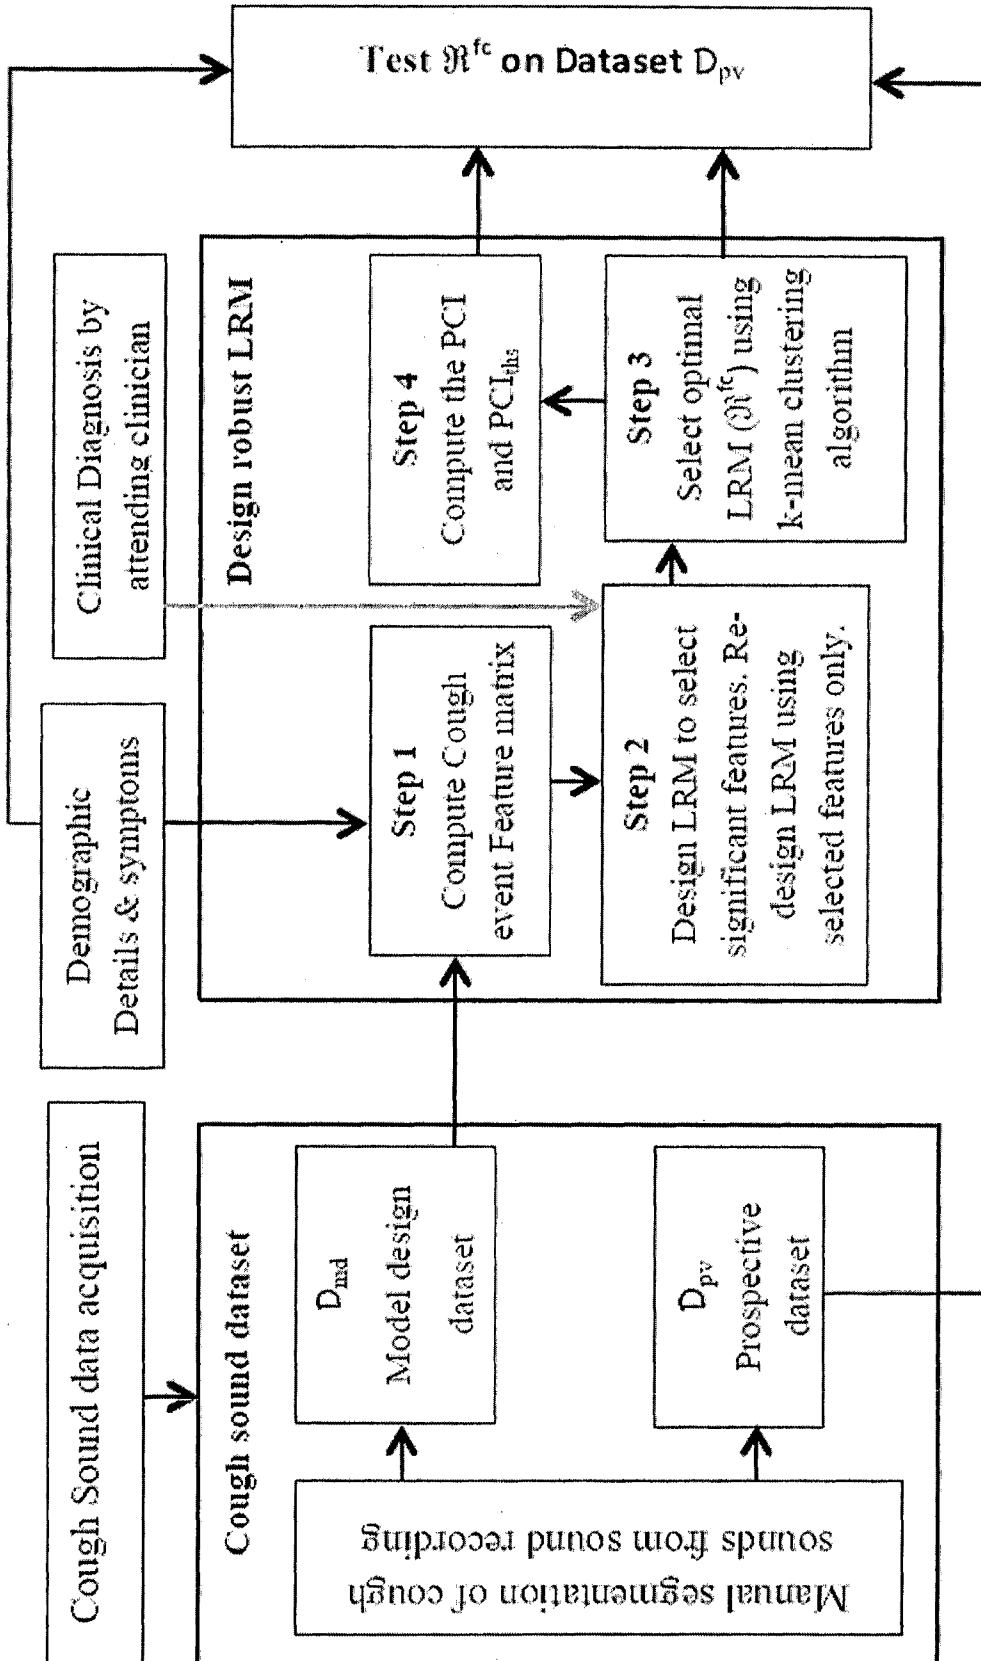 Cough Sound data acquisition
Cough sound dataset
Manual segmentation of cough
sounds from sound recording
D_md
Model design
dataset
D_pv
Prospective
dataset
Demographic
Details & symptoms
Clinical Diagnosis by
attending clinician
Design robust LRM
Step 1
Compute Cough
event Feature matrix
Step 2
Design LRM to select
significant features. Re-
design LRM using
selected features only.
Step 3
Select optimal
LRM (ℜ^fc) using
k-mean clustering
algorithm
Step 4
Compute the PCI
and PCI_ths
Test ℜ^fc on Dataset D_pv